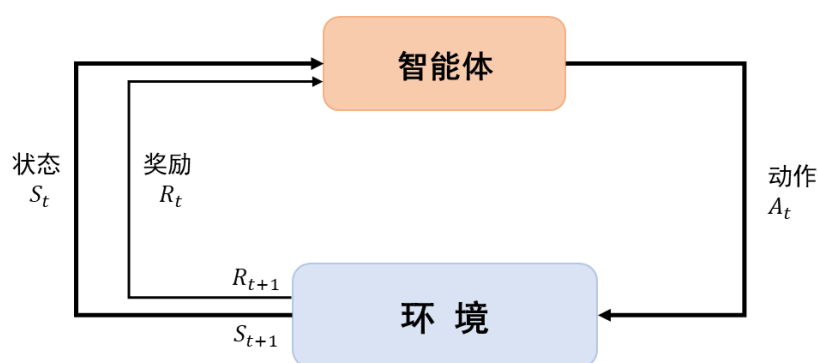 智能体
状态
$S_t$
奖励
$R_t$
动作
$A_t$
$R_{t+1}$
$S_{t+1}$
环 境